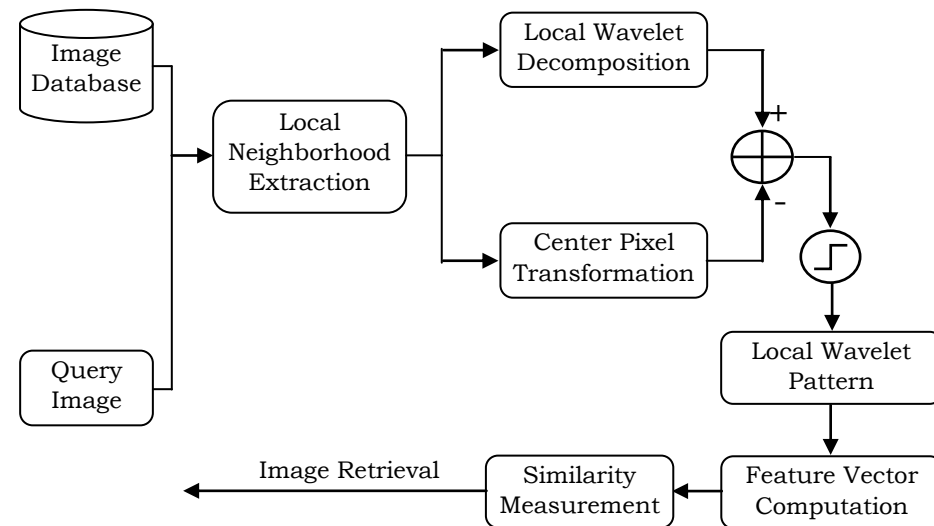 Image
Database
Local
Neighborhood
Extraction
Local Wavelet
Decomposition
+
-
Center Pixel
Transformation
Query
Image
Local Wavelet
Pattern
Feature Vector
Computation
Similarity
Measurement
Image Retrieval